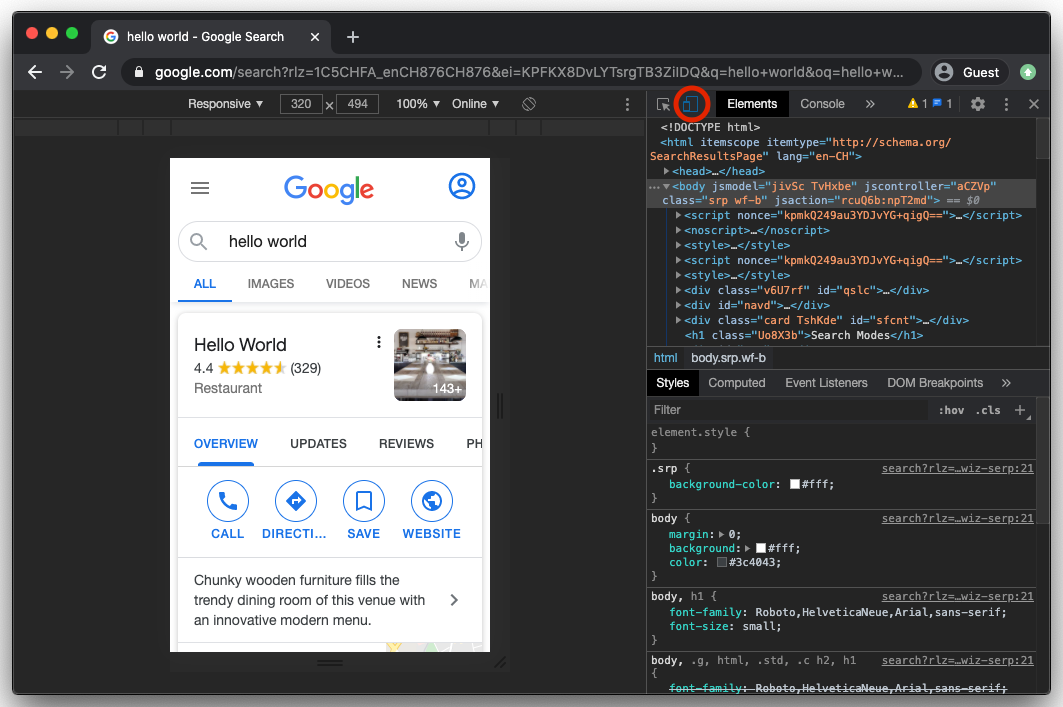 hello world - Google Search
google.com/search?rlz=1C5CHFA_enCH876CH876&ei=KPFKX8DvLYTsrgTB3ZiIDQ&q=hello+world&oq=hello+w...
Guest
Responsive ▼ 320 x 494 100% ▼ Online ▼
Elements Console » 1 1
Google
hello world
ALL IMAGES VIDEOS NEWS MA
Hello World
4.4 (329)
Restaurant
143+
OVERVIEW UPDATES REVIEWS PH
CALL DIRECTI... SAVE WEBSITE
Chunky wooden furniture fills the
trendy dining room of this venue with
an innovative modern menu.
<!DOCTYPE html>
<html itemscope itemtype="http://schema.org/
SearchResultsPage" lang="en-CH">
▶<head>…</head>
…▼<body jsmodel="jivSc TvHxbe" jscontroller="aCZVp"
class="srp wf-b" jsaction="rcuQ6b:npT2md"> == $0
▶<script nonce="kpmkQ249au3YDJvYG+qigQ==">…</script>
▶<noscript>…</noscript>
▶<style>…</style>
▶<script nonce="kpmkQ249au3YDJvYG+qigQ==">…</script>
▶<style>…</style>
▶<div class="v6U7rf" id="qslc">…</div>
▶<div id="navd">…</div>
▶<div class="card TshKde" id="sfcnt">…</div>
<h1 class="Uo8X3b">Search Modes</h1>
html body.srp.wf-b
Styles Computed Event Listeners DOM Breakpoints »
Filter :hov .cls +
element.style {
}
.srp { search?rlz=…wiz-serp:21
background-color: #fff;
}
body { search?rlz=…wiz-serp:21
margin:▶ 0;
background:▶ #fff;
color: #3c4043;
}
body, h1 { search?rlz=…wiz-serp:21
font-family: Roboto,HelveticaNeue,Arial,sans-serif;
font-size: small;
}
body, .g, html, .std, .c h2, h1 search?rlz=…wiz-serp:21
{
font-family: Roboto,HelveticaNeue,Arial,sans-serif;